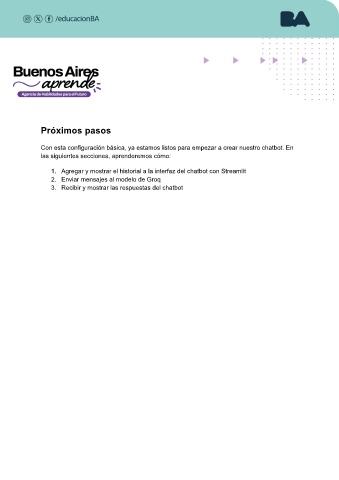 /educacionBA
BA
Buenos Aires
aprende
Agencia de Habilidades para el Futuro
Próximos pasos
Con esta configuración básica, ya estamos listos para empezar a crear nuestro chatbot. En
las siguientes secciones, aprenderemos cómo:
1. Agregar y mostrar el historial a la interfaz del chatbot con Streamlit
2. Enviar mensajes al modelo de Groq
3. Recibir y mostrar las respuestas del chatbot